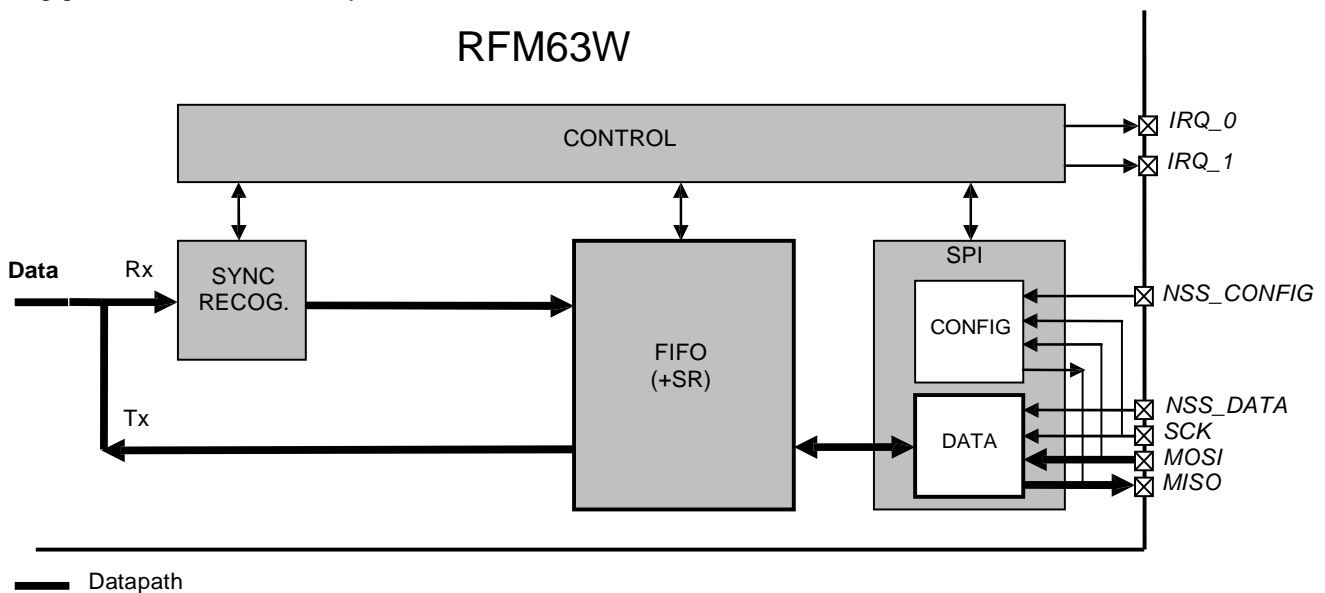 RFM63W
CONTROL
IRQ_0
IRQ_1
Data
Rx
SYNC
RECOG.
SPI
NSS_CONFIG
CONFIG
FIFO
(+SR)
Tx
NSS_DATA
SCK
DATA
MOSI
MISO
Datapath